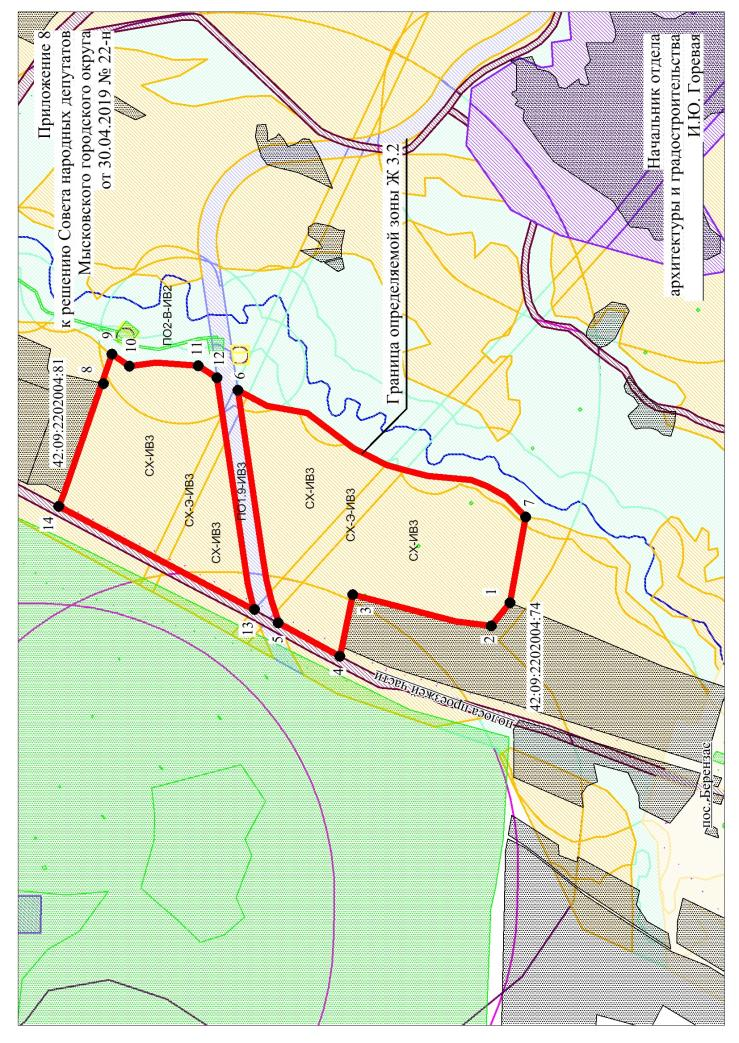 Приложение 8
к решению Совета народных депутатов
Мысковского городского округа
от 30.04.2019 № 22-н
ПО2-В-ИВ2
42:09:2202004:81
8
9
10
11
12
6
14
СХ-ИВ3
СХ-Э-ИВ3
СХ-ИВ3
ПО1.9-ИВ3
13
5
СХ-ИВ3
СХ-Э-ИВ3
СХ-ИВ3
Граница определяемой зоны Ж 3.2
7
3
4
1
2
42:09:2202004:74
полоса проезжей части
пос. Берензас
Начальник отдела
архитектуры и градостроительства
И.Ю. Горевая